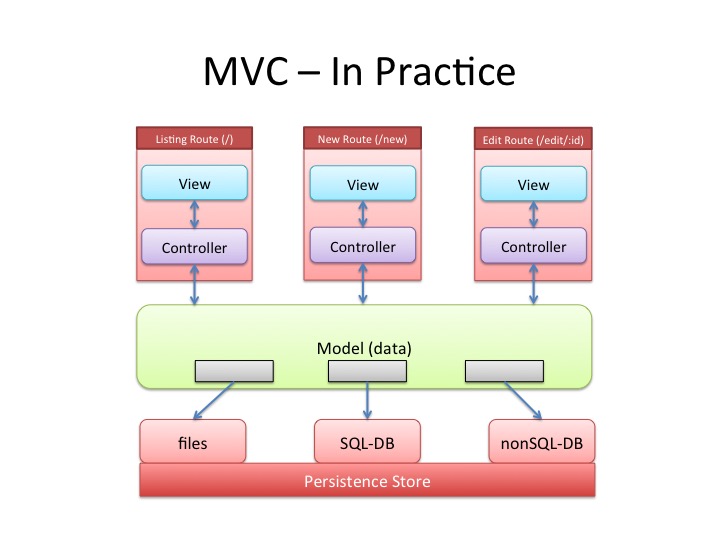 MVC – In Practice
Listing Route (/)
New Route (/new)
Edit Route (/edit/:id)
View
View
View
Controller
Controller
Controller
Model (data)
files
SQL-DB
nonSQL-DB
Persistence Store